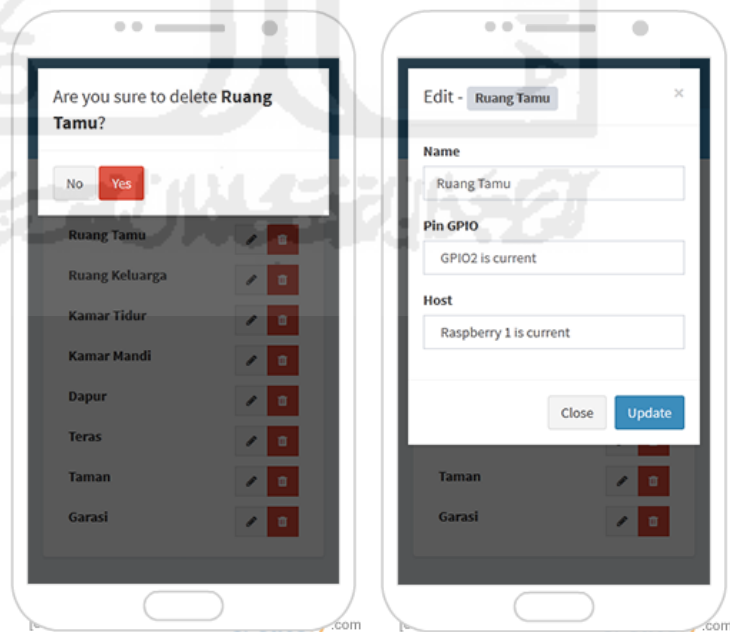 Are you sure to delete Ruang
Tamu?
No Yes
Ruang Tamu
Ruang Keluarga
Kamar Tidur
Kamar Mandi
Dapur
Teras
Taman
Garasi
.com
Edit - Ruang Tamu ×
Name
Ruang Tamu
Pin GPIO
GPIO2 is current
Host
Raspberry 1 is current
Close Update
Taman
Garasi
.com